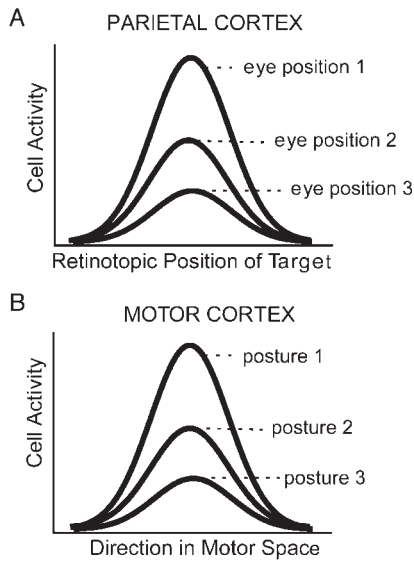 A
PARIETAL CORTEX
Cell Activity
eye position 1
eye position 2
eye position 3
Retinotopic Position of Target
B
MOTOR CORTEX
Cell Activity
posture 1
posture 2
posture 3
Direction in Motor Space